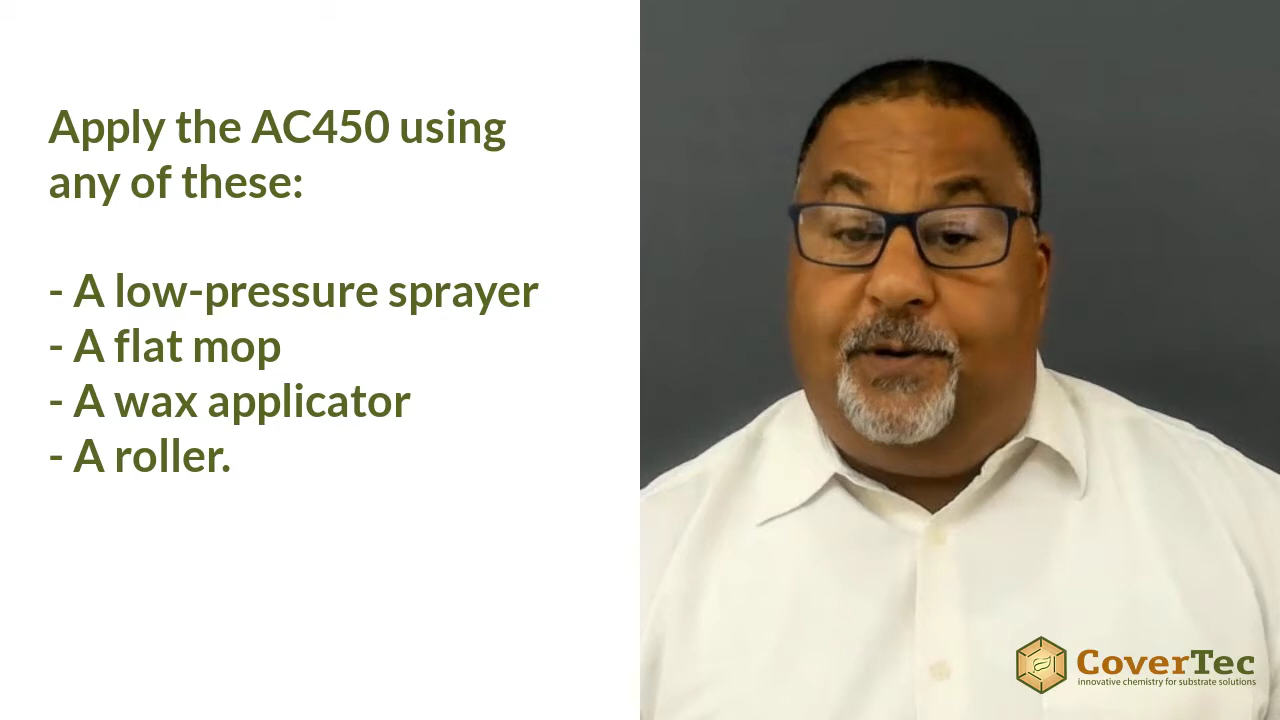 Apply the AC450 using
any of these:
- A low-pressure sprayer
- A flat mop
- A wax applicator
- A roller.
CoverTec
innovative chemistry for substrate solutions